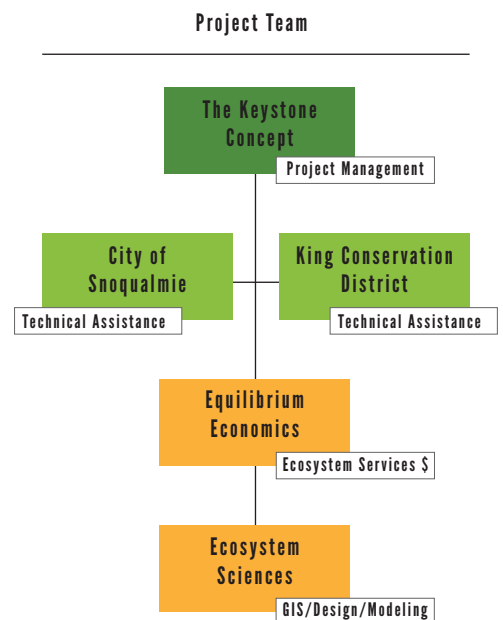 Project Team
The Keystone
Concept
Project Management
City of
Snoqualmie
Technical Assistance
King Conservation
District
Technical Assistance
Equilibrium
Economics
Ecosystem Services $
Ecosystem
Sciences
GIS/Design/Modeling